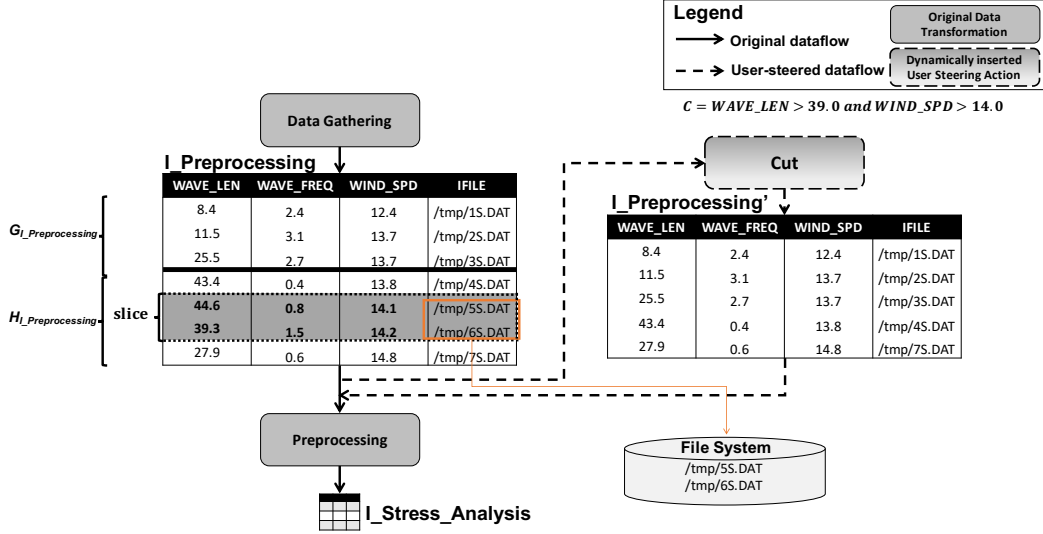 Legend
Original dataflow
User-steered dataflow
Original Data
Transformation
Dynamically inserted
User Steering Action
C = WAVE_LEN > 39.0 and WIND_SPD > 14.0
Data Gathering
I_Preprocessing
WAVE_LEN WAVE_FREQ WIND_SPD IFILE
8.4 2.4 12.4 /tmp/1S.DAT
11.5 3.1 13.7 /tmp/2S.DAT
25.5 2.7 13.7 /tmp/3S.DAT
43.4 0.4 13.8 /tmp/4S.DAT
44.6 0.8 14.1 /tmp/5S.DAT
39.3 1.5 14.2 /tmp/6S.DAT
27.9 0.6 14.8 /tmp/7S.DAT
G_I_Preprocessing
H_I_Preprocessing
slice
Cut
I_Preprocessing’
WAVE_LEN WAVE_FREQ WIND_SPD IFILE
8.4 2.4 12.4 /tmp/1S.DAT
11.5 3.1 13.7 /tmp/2S.DAT
25.5 2.7 13.7 /tmp/3S.DAT
43.4 0.4 13.8 /tmp/4S.DAT
27.9 0.6 14.8 /tmp/7S.DAT
Preprocessing
File System
/tmp/5S.DAT
/tmp/6S.DAT
I_Stress_Analysis